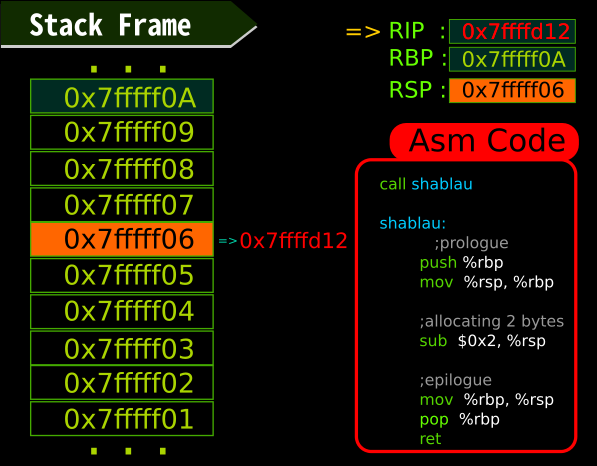 Stack Frame
=> RIP : 0x7ffffd12
RBP : 0x7fffff0A
RSP : 0x7fffff06
. . .
0x7fffff0A
0x7fffff09
0x7fffff08
0x7fffff07
0x7fffff06 => 0x7ffffd12
0x7fffff05
0x7fffff04
0x7fffff03
0x7fffff02
0x7fffff01
. . .
Asm Code
call shablau
shablau:
;prologue
push %rbp
mov %rsp, %rbp
;allocating 2 bytes
sub $0x2, %rsp
;epilogue
mov %rbp, %rsp
pop %rbp
ret